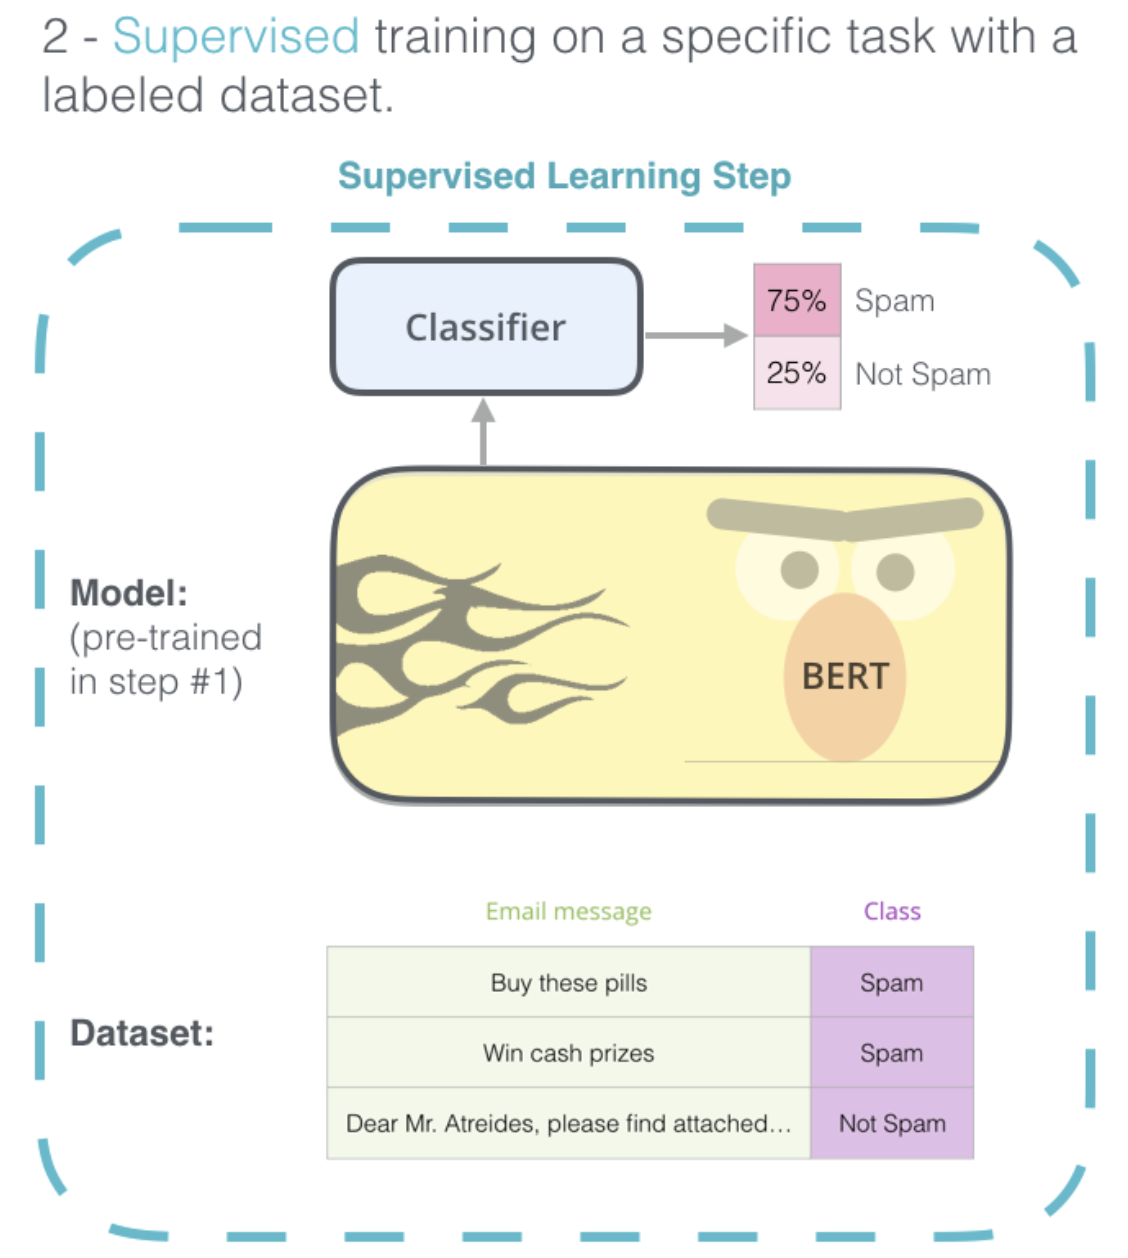 2 - Supervised training on a specific task with a
labeled dataset.
Supervised Learning Step
Classifier
75% Spam
25% Not Spam
Model:
(pre-trained
in step #1)
BERT
Email message Class
Buy these pills Spam
Dataset:
Win cash prizes Spam
Dear Mr. Atreides, please find attached... Not Spam